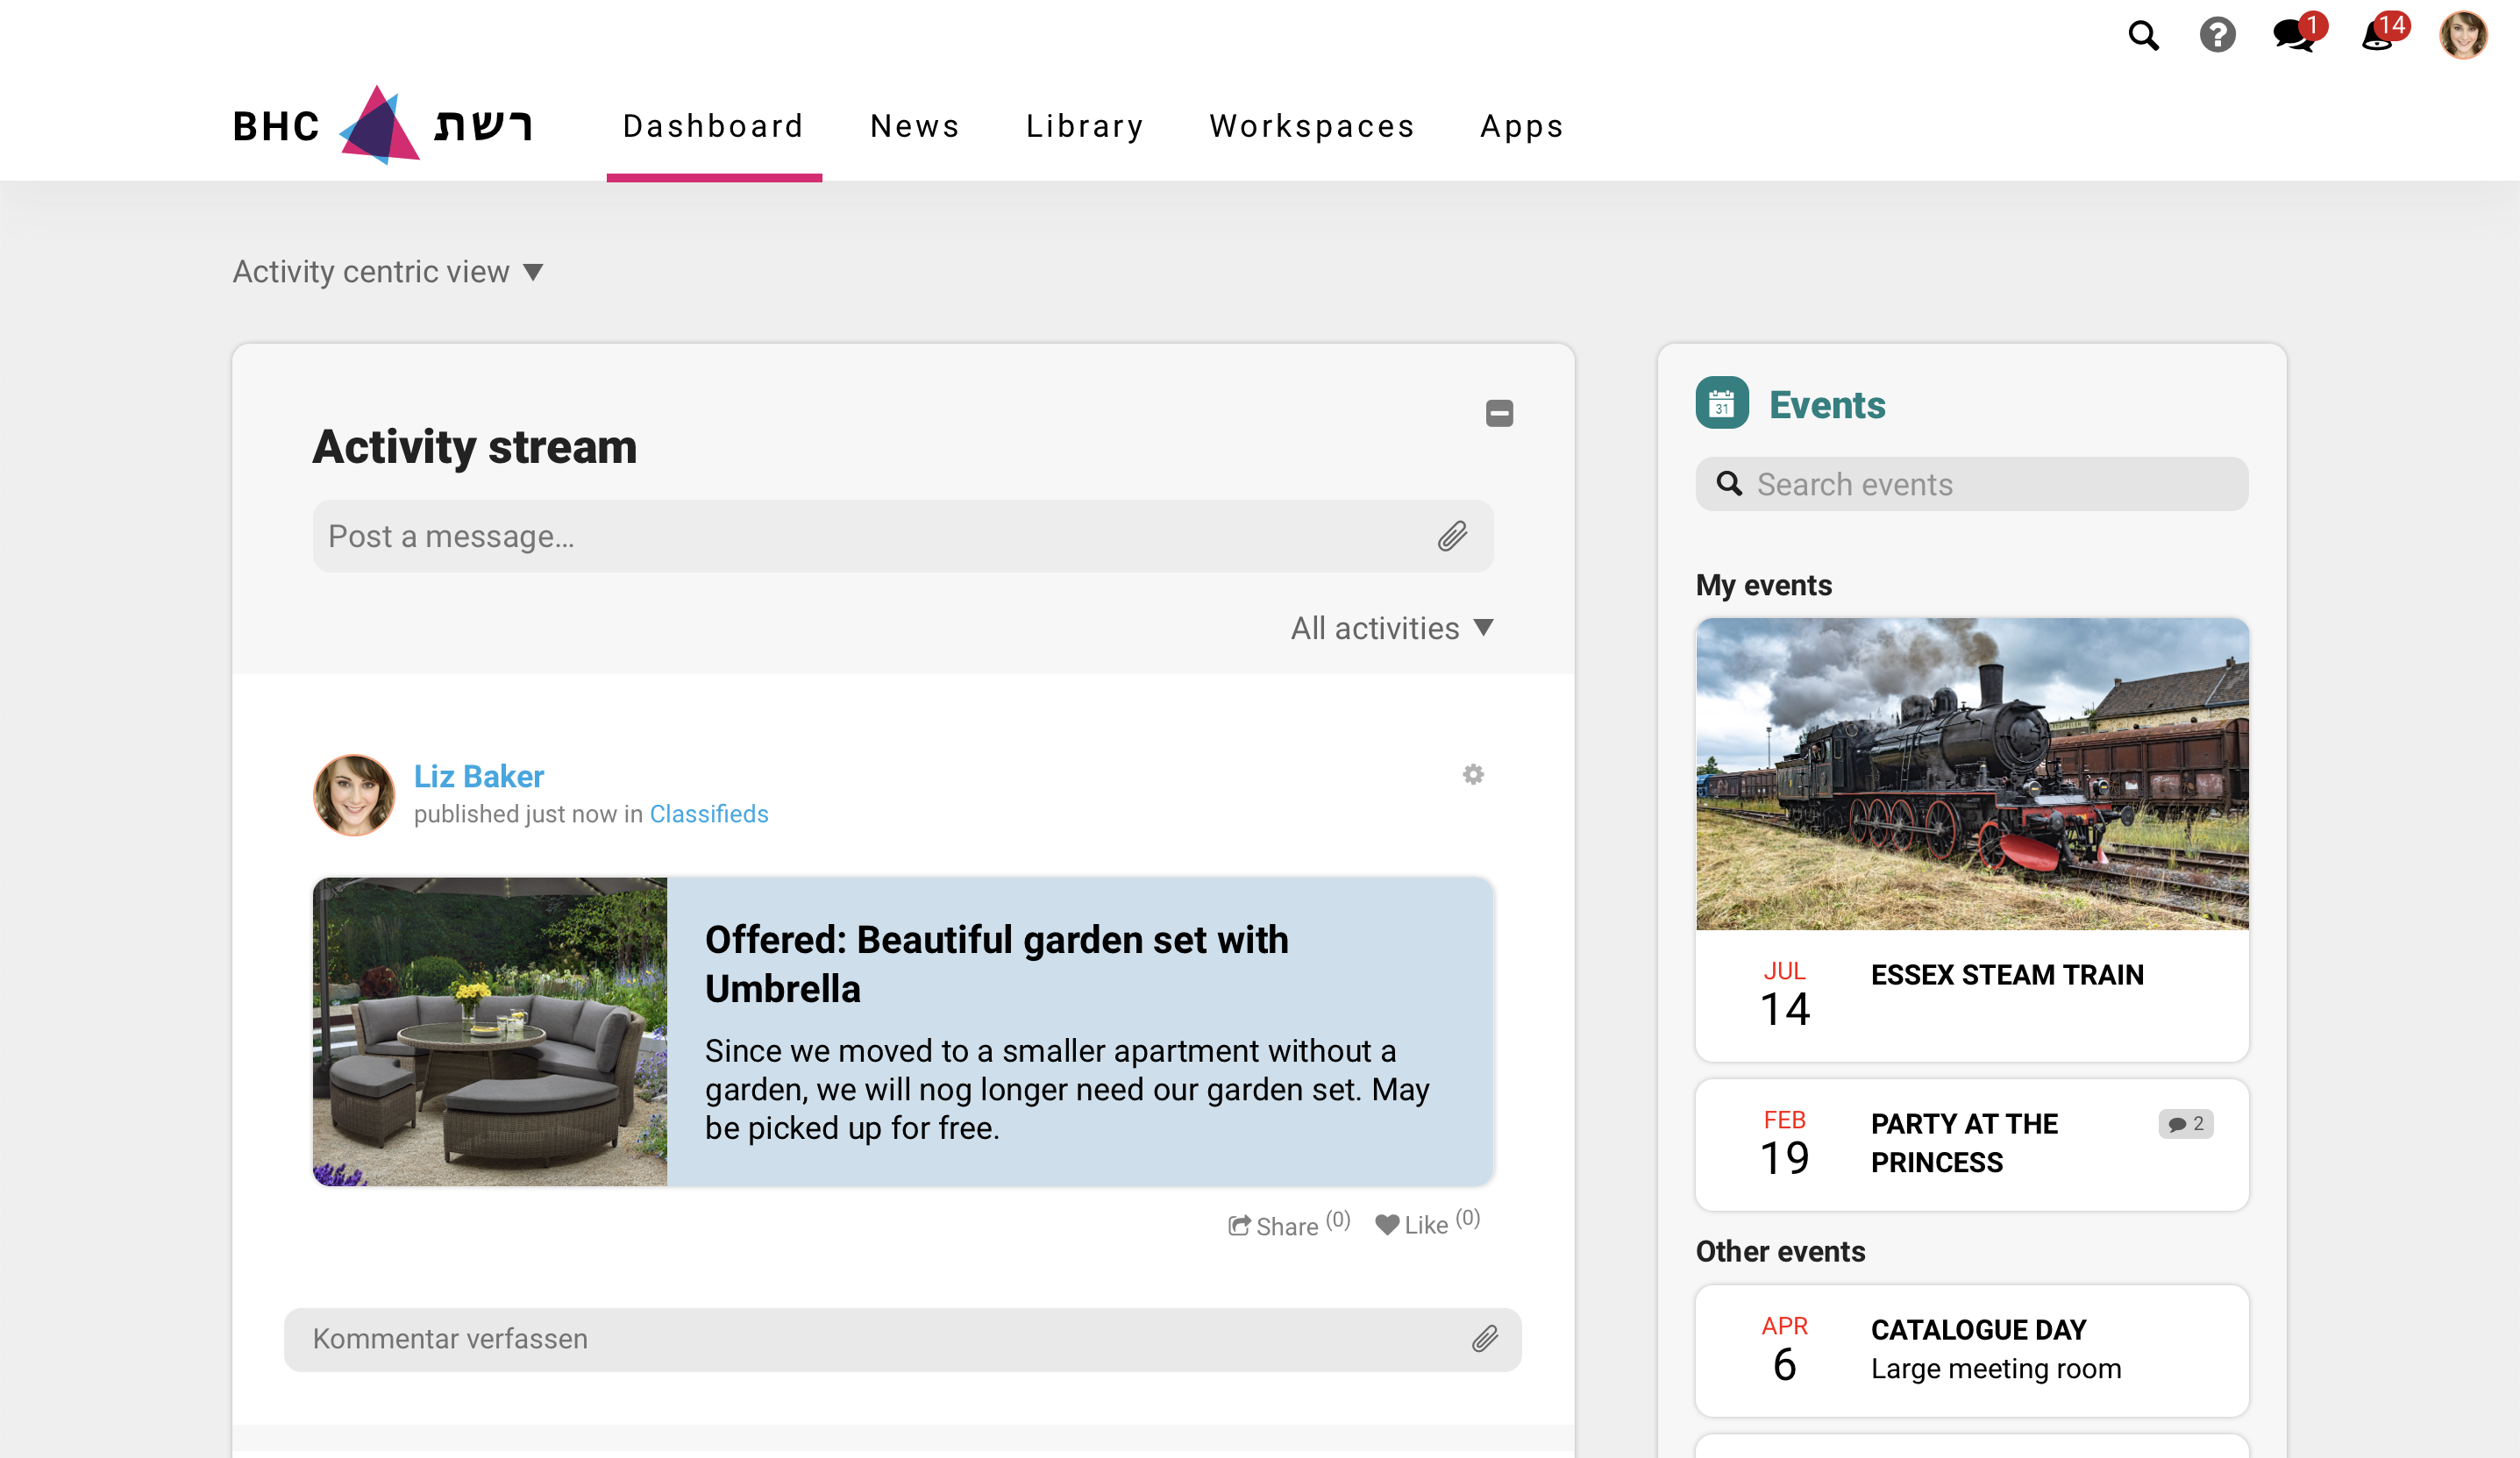 1
14
BHC רשת
Dashboard
News
Library
Workspaces
Apps
Activity centric view
Activity stream
Post a message...
All activities
Liz Baker
published just now in Classifieds
Offered: Beautiful garden set with
Umbrella
Since we moved to a smaller apartment without a
garden, we will nog longer need our garden set. May
be picked up for free.
Share (0)
Like (0)
Kommentar verfassen
31
Events
Search events
My events
JUL
14
ESSEX STEAM TRAIN
FEB
19
PARTY AT THE
PRINCESS
2
Other events
APR
6
CATALOGUE DAY
Large meeting room